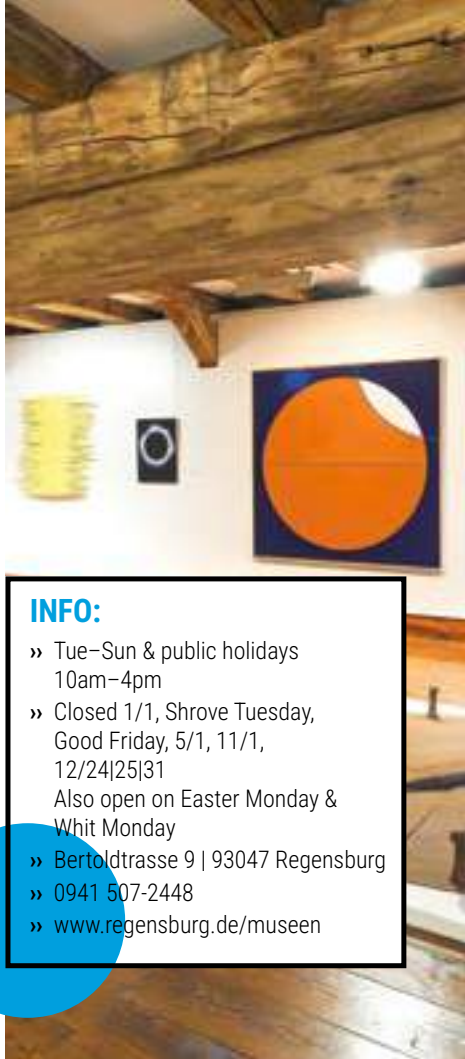 INFO:
›› Tue–Sun & public holidays
10am–4pm
›› Closed 1/1, Shrove Tuesday,
Good Friday, 5/1, 11/1,
12/24|25|31
Also open on Easter Monday &
Whit Monday
›› Bertoldtrasse 9 | 93047 Regensburg
›› 0941 507-2448
›› www.regensburg.de/museen